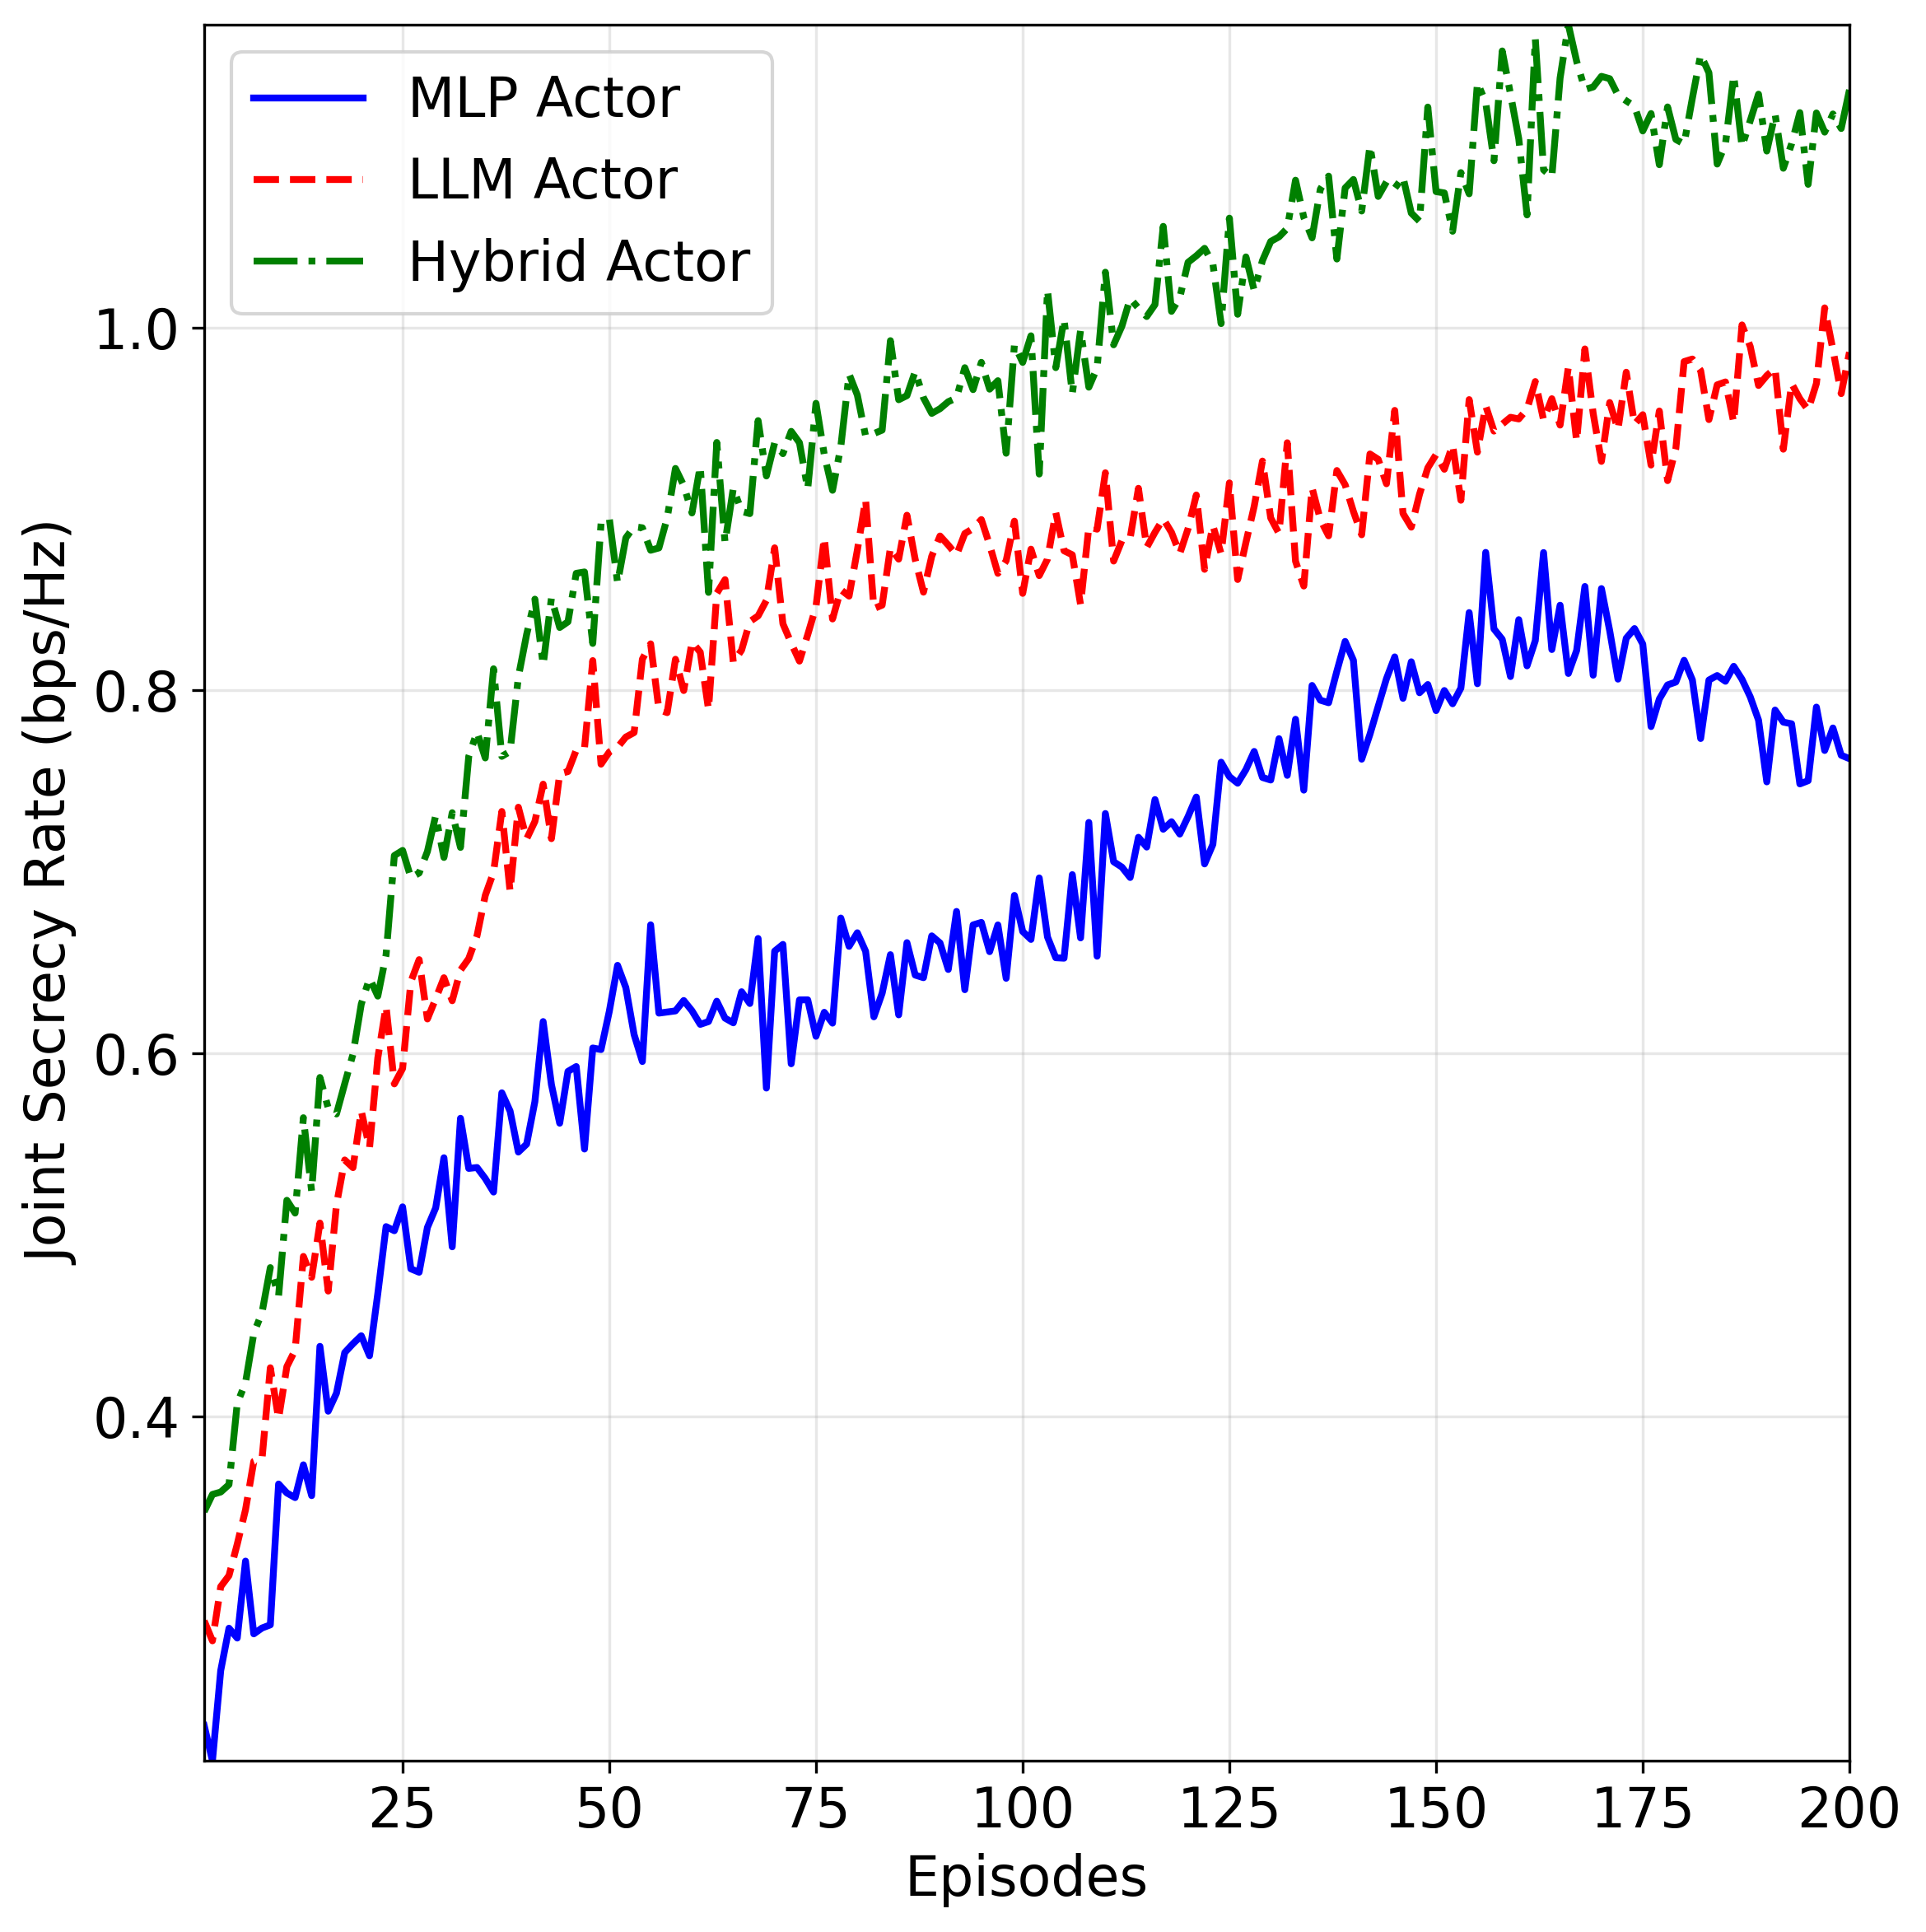 MLP Actor
LLM Actor
Hybrid Actor
Joint Secrecy Rate (bps/Hz)
1.0
0.8
0.6
0.4
25 50 75 100 125 150 175 200
Episodes